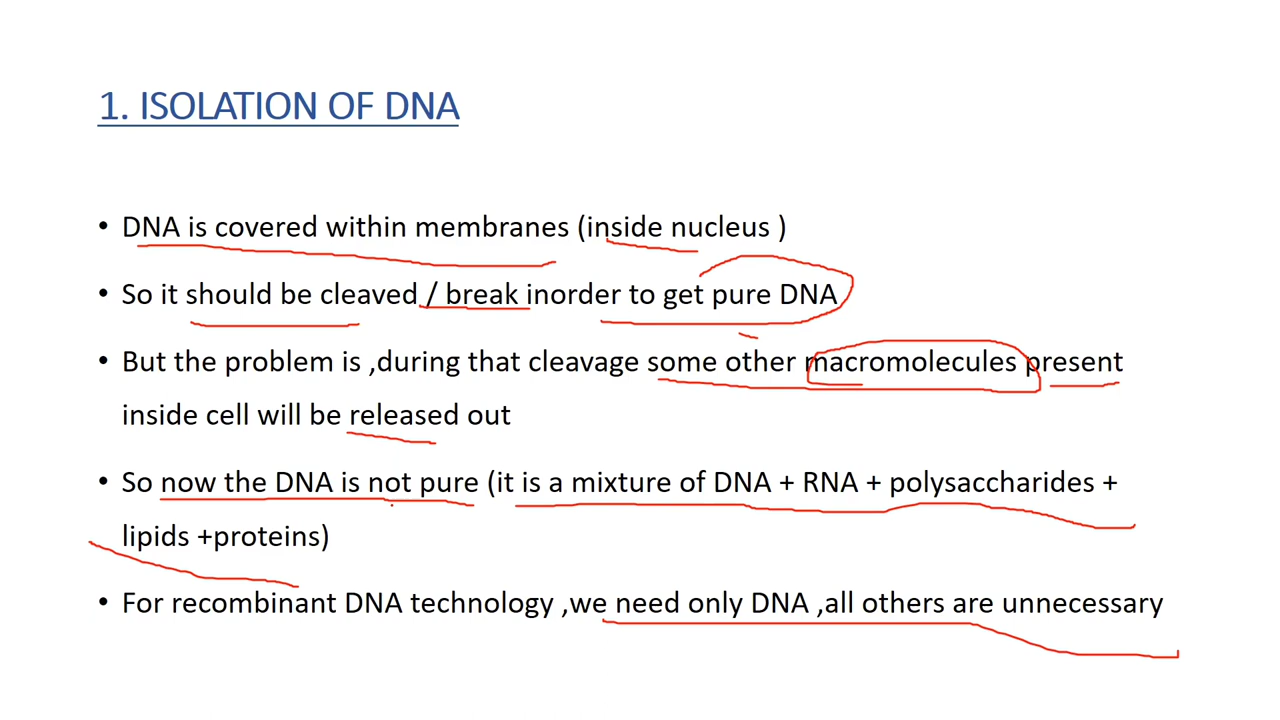 1. ISOLATION OF DNA
• DNA is covered within membranes (inside nucleus )
• So it should be cleaved / break inorder to get pure DNA
• But the problem is ,during that cleavage some other macromolecules present
inside cell will be released out
• So now the DNA is not pure (it is a mixture of DNA + RNA + polysaccharides +
lipids +proteins)
• For recombinant DNA technology ,we need only DNA ,all others are unnecessary